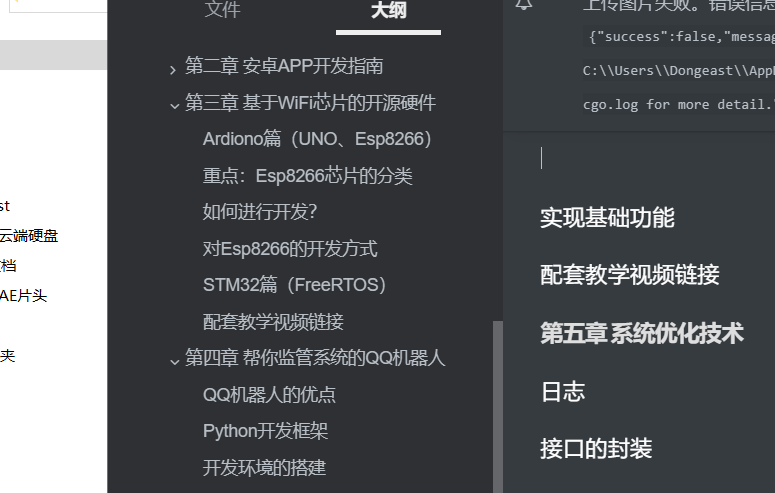 文件
大纲
第二章 安卓APP开发指南
第三章 基于WiFi芯片的开源硬件
Ardiono篇（UNO、Esp8266）
重点：Esp8266芯片的分类
如何进行开发？
对Esp8266的开发方式
STM32篇（FreeRTOS）
配套教学视频链接
第四章 帮你监管系统的QQ机器人
QQ机器人的优点
Python开发框架
开发环境的搭建
st
云端硬盘
档
AE片头
夹
上传图片失败。错误信息
{"success":false,"messag
C:\\Users\\Dongeast\\App
cgo.log for more detail.
实现基础功能
配套教学视频链接
第五章 系统优化技术
日志
接口的封装